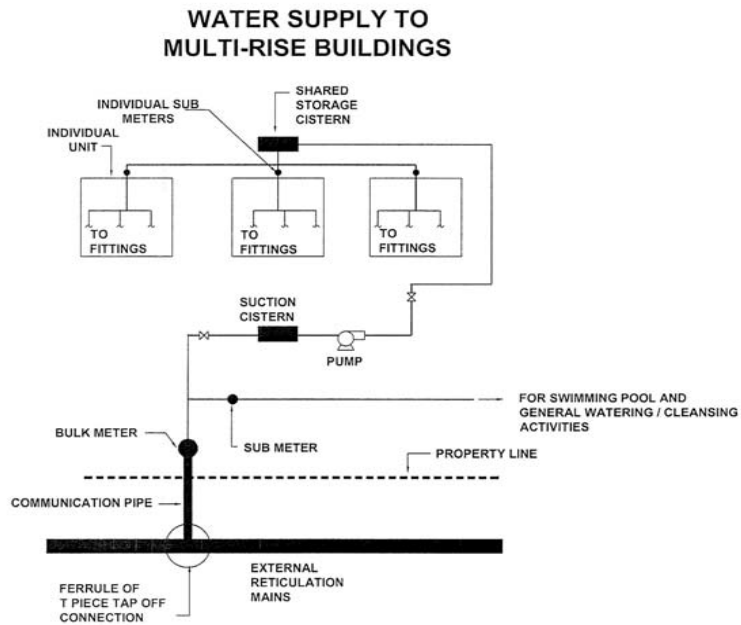 WATER SUPPLY TO
MULTI-RISE BUILDINGS
SHARED
STORAGE
CISTERN
INDIVIDUAL SUB
METERS
INDIVIDUAL
UNIT
TO
FITTINGS
TO
FITTINGS
TO
FITTINGS
SUCTION
CISTERN
PUMP
FOR SWIMMING POOL AND
GENERAL WATERING / CLEANSING
ACTIVITIES
SUB METER
BULK METER
PROPERTY LINE
COMMUNICATION PIPE
EXTERNAL
RETICULATION
MAINS
FERRULE OF
T PIECE TAP OFF
CONNECTION